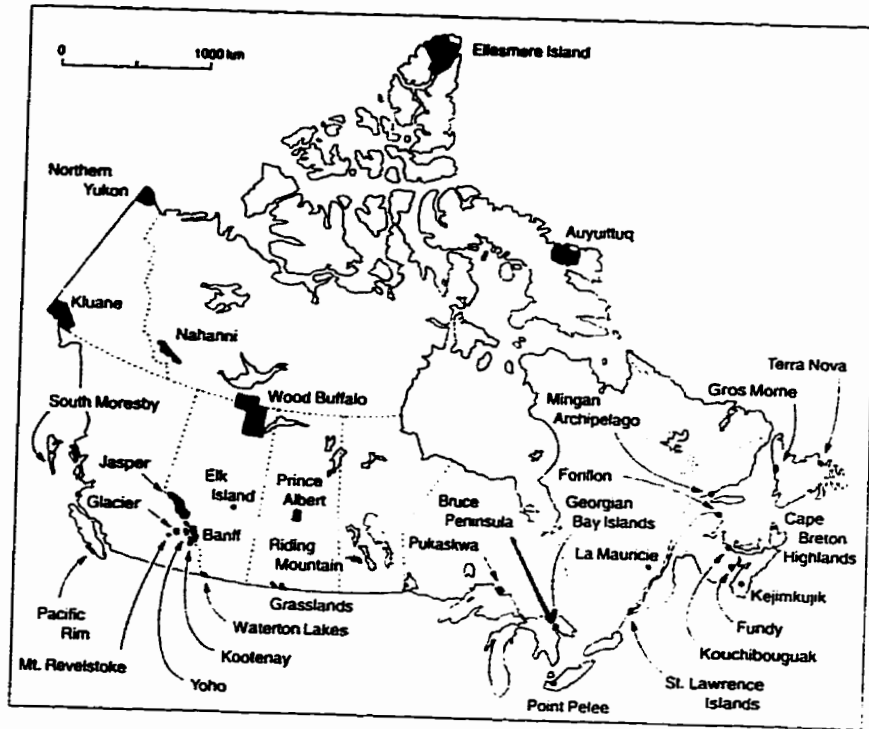 0 1000 km
Ellesmere Island
Northern
Yukon
Auyuittuq
Kluane
Nahanni
Terra Nova
Gros Morne
Wood Buffalo
Mingan
Archipelago
South Moresby
Jasper
Elk
Island
Prince
Albert
Forillon
Glacier
Bruce
Peninsula
Georgian
Bay Islands
Cape
Breton
Highlands
Banff
Pukaskwa
La Mauricie
Riding
Mountain
Kejimkujik
Grasslands
Pacific
Rim
Waterton Lakes
Fundy
Mt. Revelstoke
Kootenay
Kouchibouguak
Yoho
St. Lawrence
Islands
Point Pelee